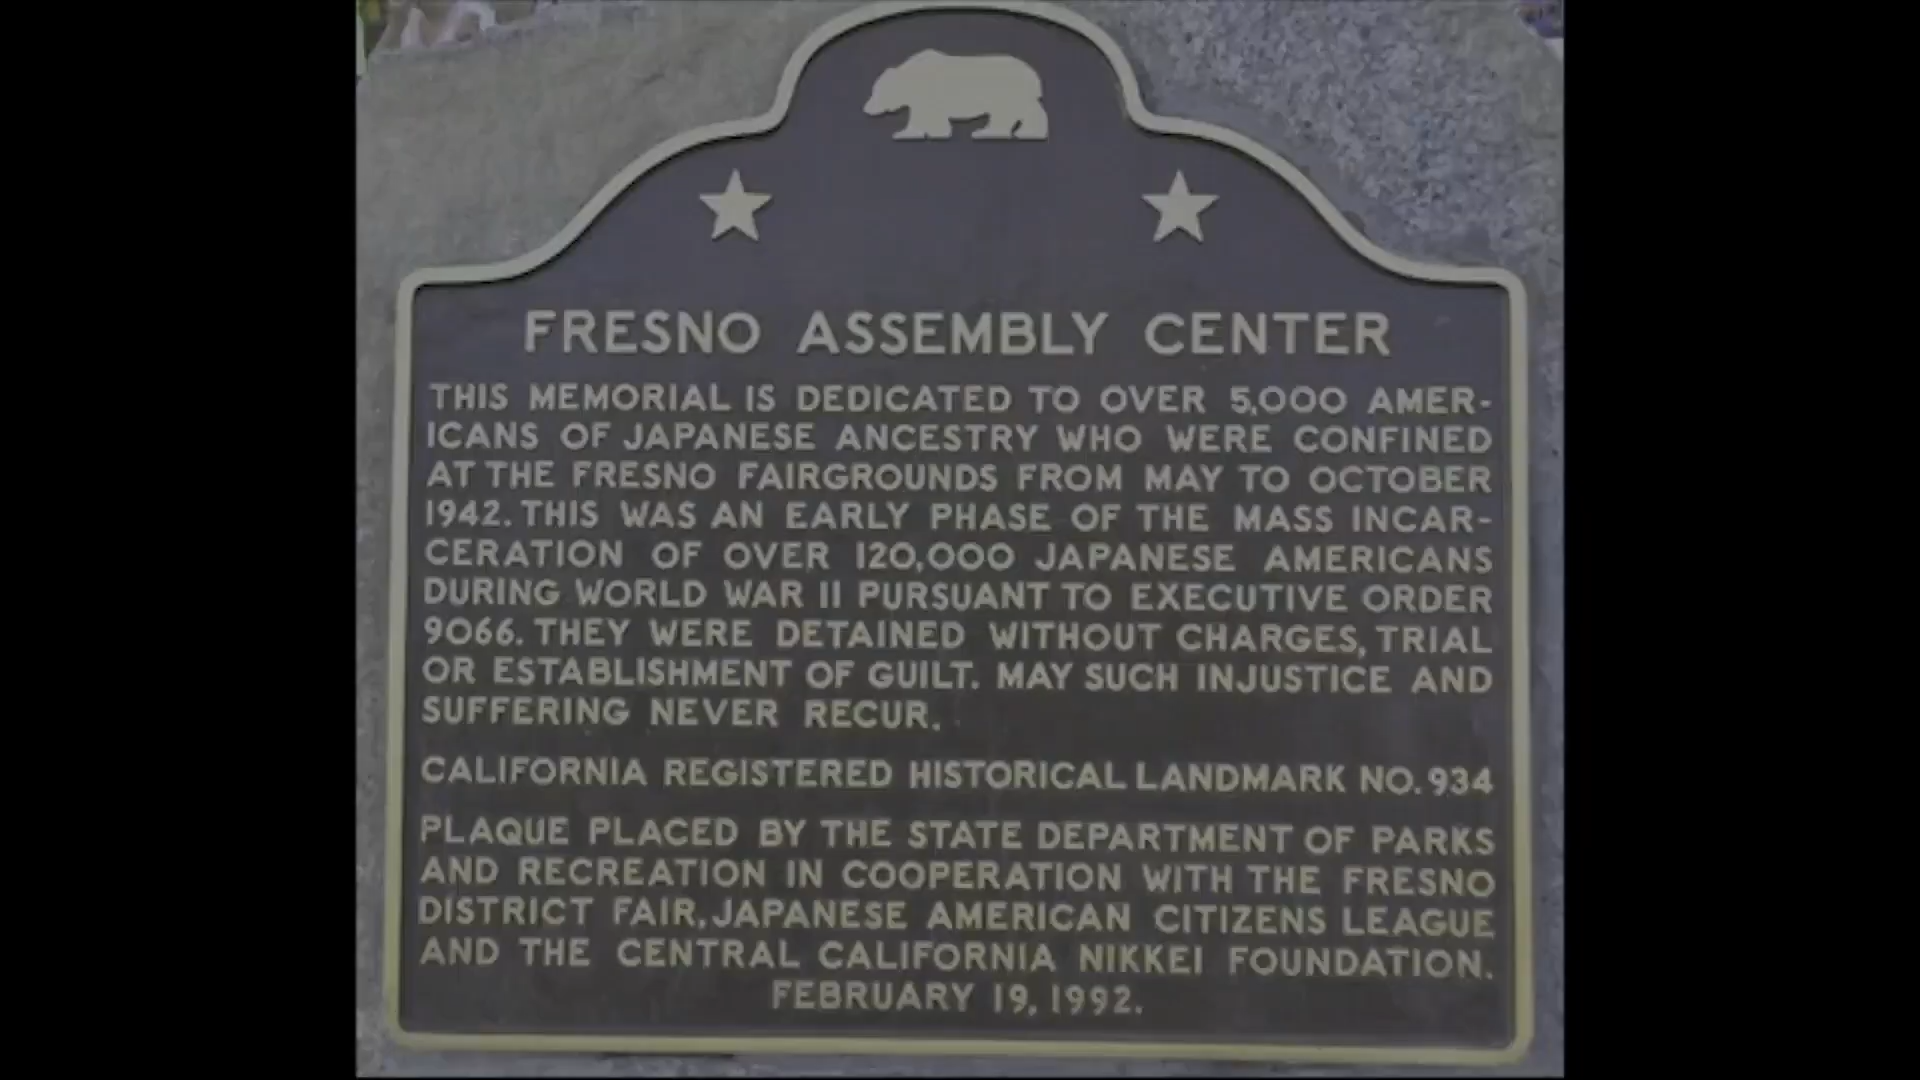 FRESNO ASSEMBLY CENTER
THIS MEMORIAL IS DEDICATED TO OVER 5,000 AMER-
ICANS OF JAPANESE ANCESTRY WHO WERE CONFINED
AT THE FRESNO FAIRGROUNDS FROM MAY TO OCTOBER
1942. THIS WAS AN EARLY PHASE OF THE MASS INCAR-
CERATION OF OVER 120,000 JAPANESE AMERICANS
DURING WORLD WAR II PURSUANT TO EXECUTIVE ORDER
9066. THEY WERE DETAINED WITHOUT CHARGES, TRIAL
OR ESTABLISHMENT OF GUILT. MAY SUCH INJUSTICE AND
SUFFERING NEVER RECUR.
CALIFORNIA REGISTERED HISTORICAL LANDMARK NO. 934
PLAQUE PLACED BY THE STATE DEPARTMENT OF PARKS
AND RECREATION IN COOPERATION WITH THE FRESNO
DISTRICT FAIR, JAPANESE AMERICAN CITIZENS LEAGUE
AND THE CENTRAL CALIFORNIA NIKKEI FOUNDATION.
FEBRUARY 19, 1992.